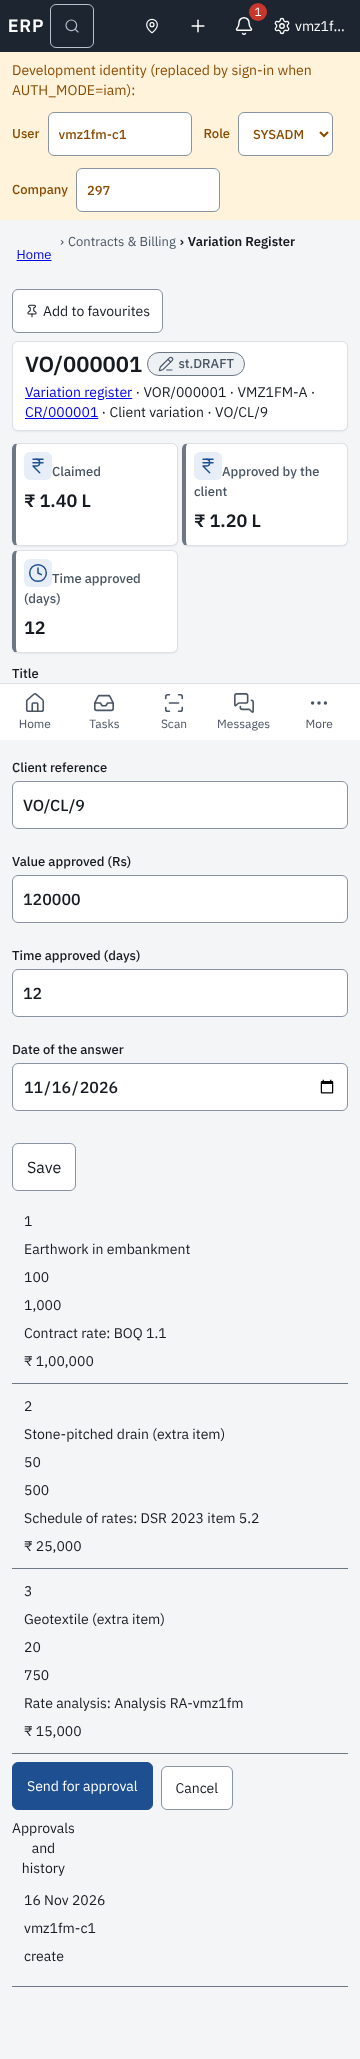 ERP
1
vmz1f...
Development identity (replaced by sign-in when
AUTH_MODE=iam):
User vmz1fm-c1 Role SYSADM
Company 297
Home › Contracts & Billing › Variation Register
Add to favourites
VO/000001 st.DRAFT
Variation register · VOR/000001 · VMZ1FM-A ·
CR/000001 · Client variation · VO/CL/9
₹ Claimed
₹ 1.40 L
₹ Approved by the
client
₹ 1.20 L
Time approved
(days)
12
Title
Home Tasks Scan Messages More
Client reference
VO/CL/9
Value approved (Rs)
120000
Time approved (days)
12
Date of the answer
11/16/2026
Save
1
Earthwork in embankment
100
1,000
Contract rate: BOQ 1.1
₹ 1,00,000
2
Stone-pitched drain (extra item)
50
500
Schedule of rates: DSR 2023 item 5.2
₹ 25,000
3
Geotextile (extra item)
20
750
Rate analysis: Analysis RA-vmz1fm
₹ 15,000
Send for approval Cancel
Approvals
and
history
16 Nov 2026
vmz1fm-c1
create